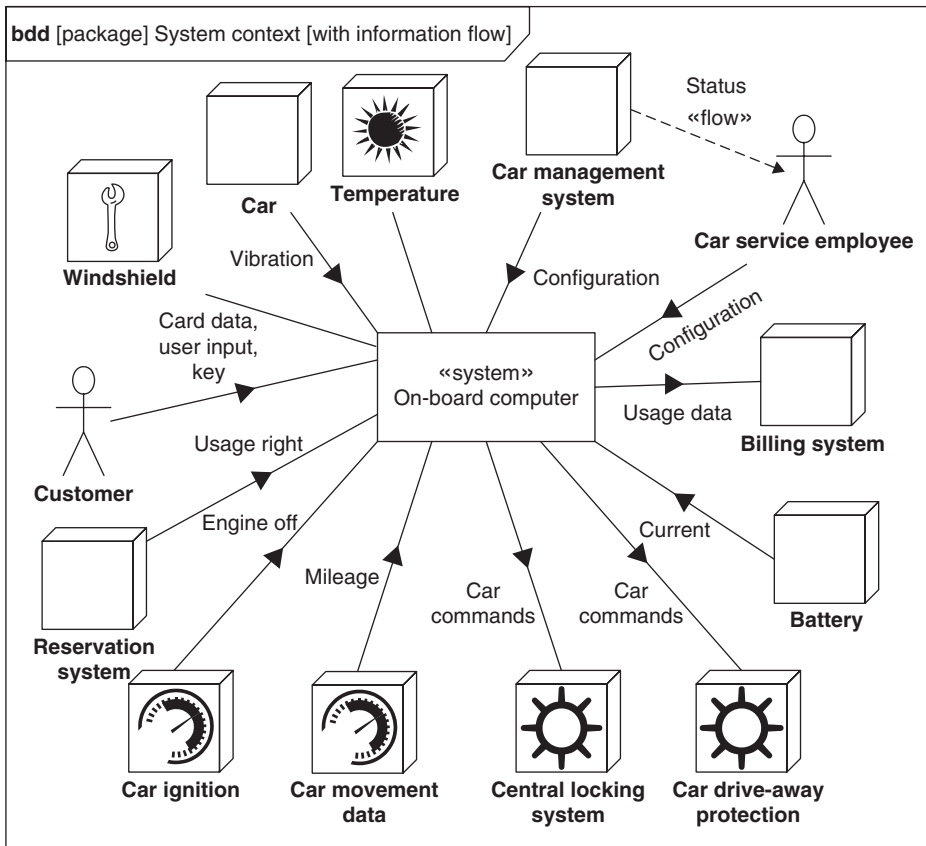 bdd [package] System context [with information flow]
Status
«flow»
Car
Temperature
Car management
system
Car service employee
Windshield
Vibration
Configuration
Configuration
Card data,
user input,
key
«system»
On-board computer
Usage data
Billing system
Customer
Usage right
Engine off
Current
Mileage
Car
commands
Car
commands
Battery
Reservation
system
Car ignition
Car movement
data
Central locking
system
Car drive-away
protection